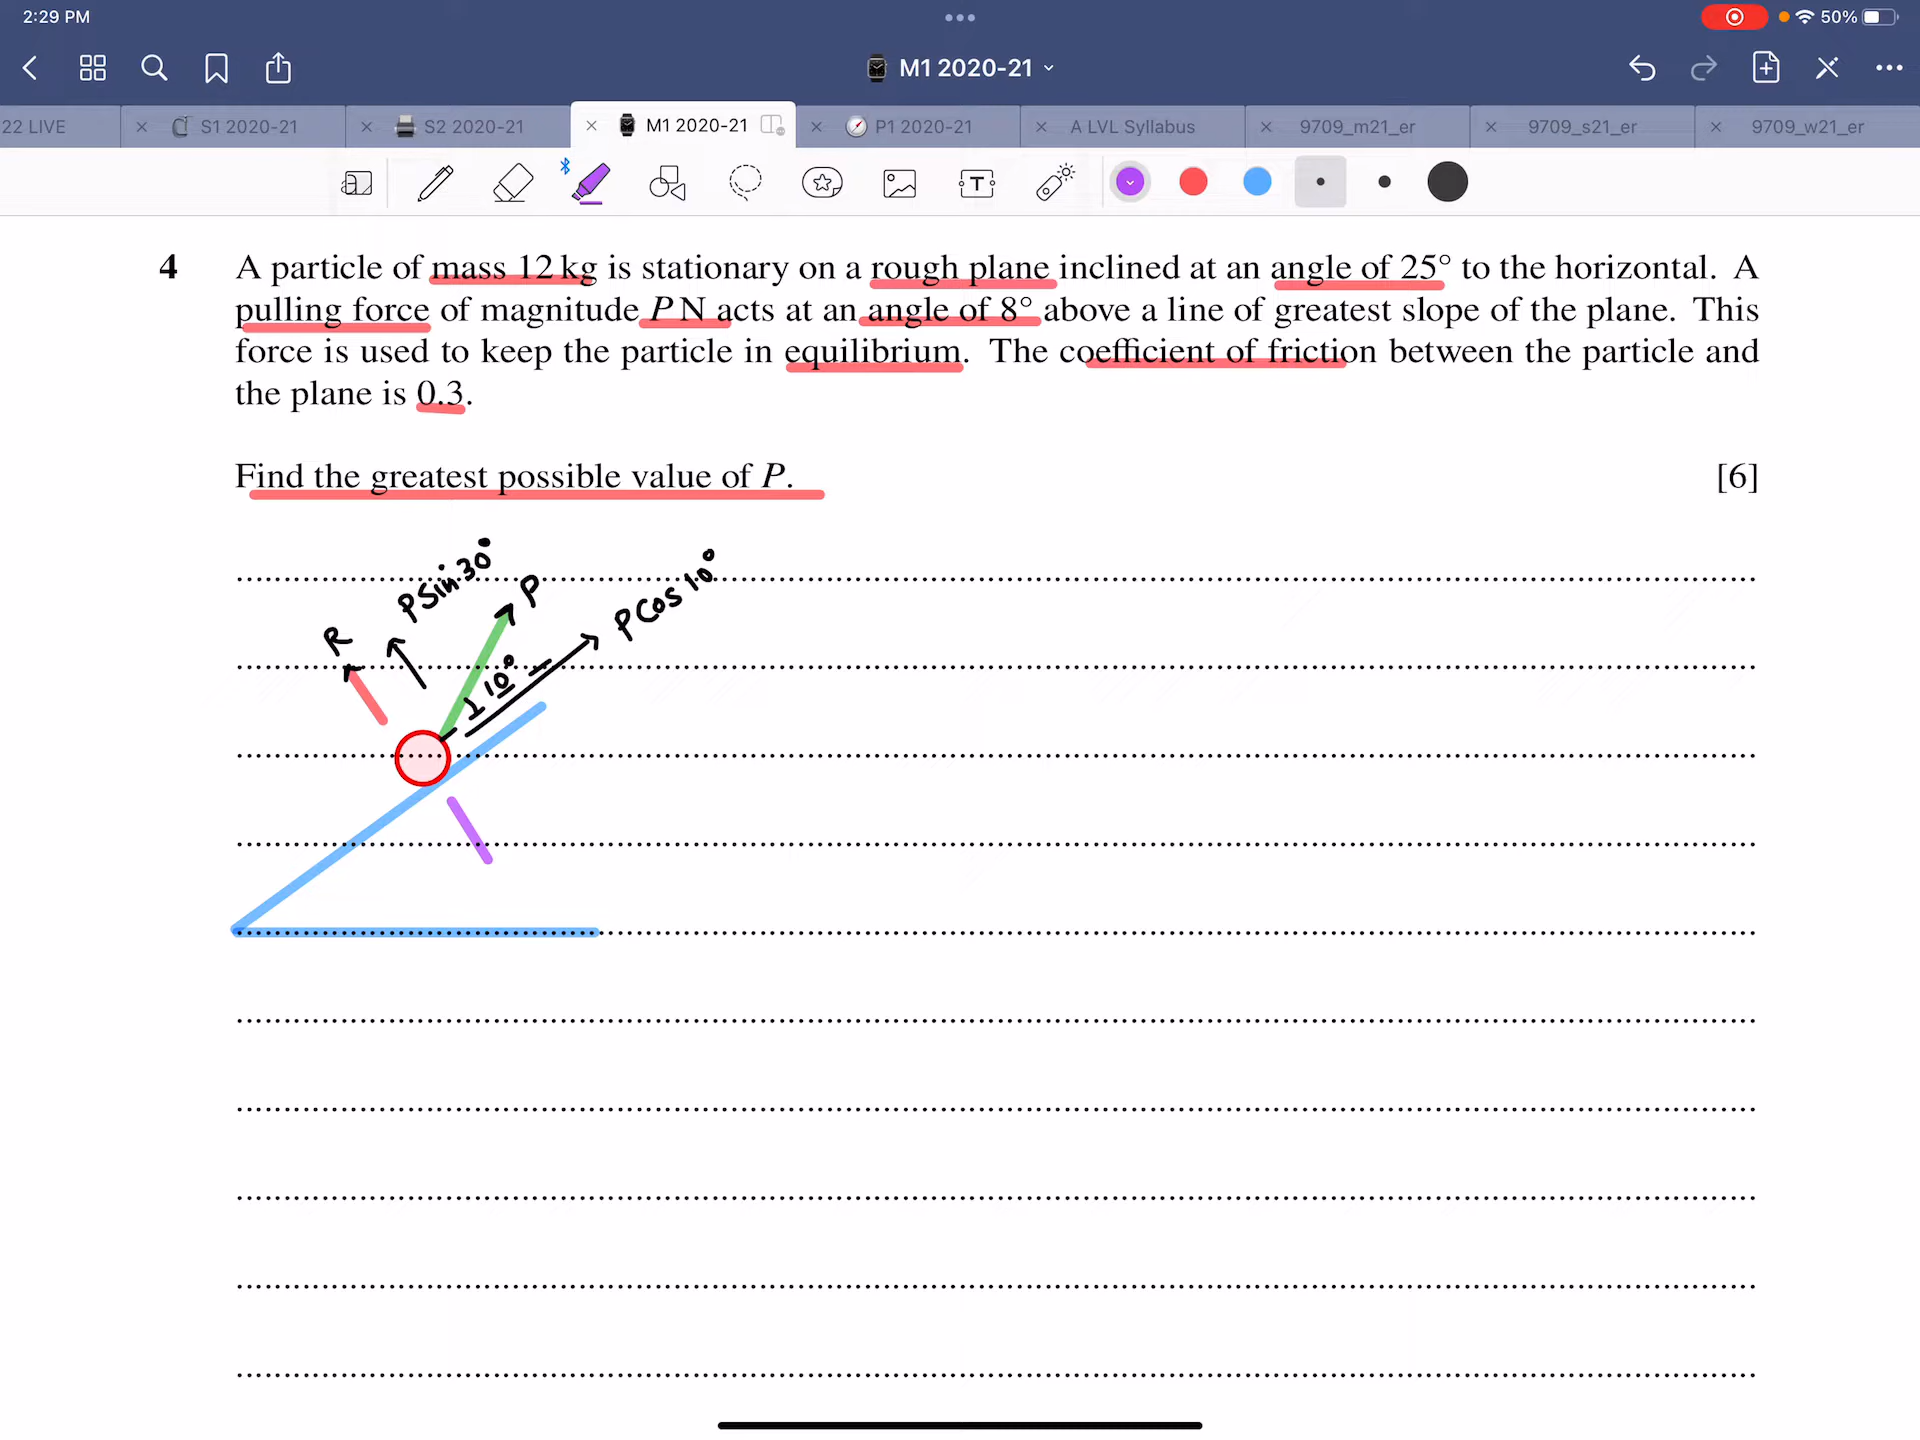 2:29 PM
50%
M1 2020-21
22 LIVE
S1 2020-21
S2 2020-21
M1 2020-21
P1 2020-21
A LVL Syllabus
9709_m21_er
9709_s21_er
9709_w21_er
4 A particle of mass 12 kg is stationary on a rough plane inclined at an angle of 25° to the horizontal. A
pulling force of magnitude P N acts at an angle of 8° above a line of greatest slope of the plane. This
force is used to keep the particle in equilibrium. The coefficient of friction between the particle and
the plane is 0.3.
Find the greatest possible value of P. [6]
PSin30°
P
PCos 10°
R
10°